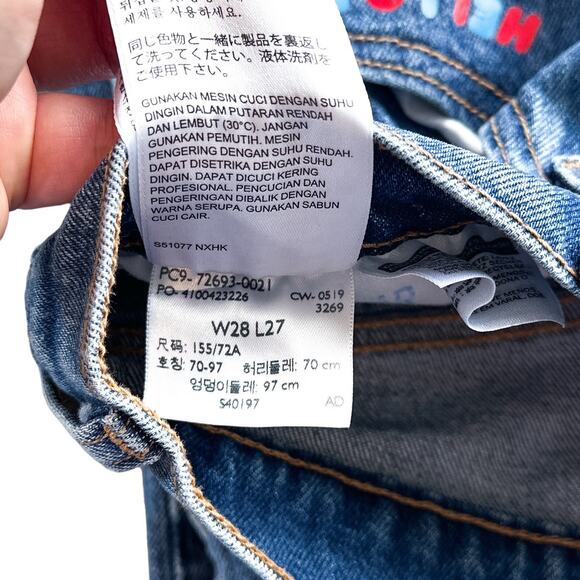 세제를 사용하세요.
同じ色物と一緒に製品を裏返し
て洗ってください。液体洗剤を
ご使用下さい。
GUNAKAN MESIN CUCI DENGAN SUHU
DINGIN DALAM PUTARAN RENDAH
DAN LEMBUT (30°C). JANGAN
GUNAKAN PEMUTIH. MESIN
PENGERING DENGAN SUHU RENDAH.
DAPAT DISETRIKA DENGAN SUHU
DINGIN. DAPAT DICUCI KERING
PROFESIONAL. PENCUCIAN DAN
PENGERINGAN DIBALIK DENGAN
WARNA SERUPA. GUNAKAN SABUN
CUCI CAIR.
S51077 NXHK
PC9- 72693-0021
PO- 4100423226 CW- 0519
3269
W28 L27
尺码: 155/72A
호칭: 70-97 허리둘레: 70 cm
엉덩이둘레: 97 cm
S40197 AD